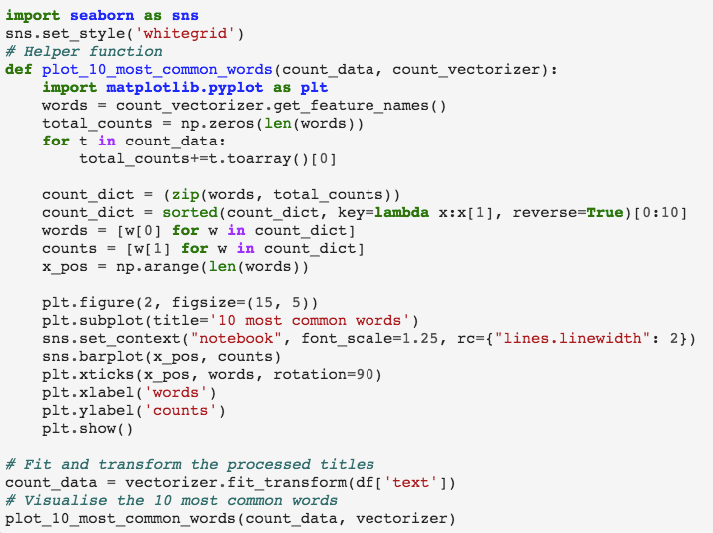 import seaborn as sns
sns.set_style('whitegrid')
# Helper function
def plot_10_most_common_words(count_data, count_vectorizer):
    import matplotlib.pyplot as plt
    words = count_vectorizer.get_feature_names()
    total_counts = np.zeros(len(words))
    for t in count_data:
        total_counts+=t.toarray()[0]

    count_dict = (zip(words, total_counts))
    count_dict = sorted(count_dict, key=lambda x:x[1], reverse=True)[0:10]
    words = [w[0] for w in count_dict]
    counts = [w[1] for w in count_dict]
    x_pos = np.arange(len(words))

    plt.figure(2, figsize=(15, 5))
    plt.subplot(title='10 most common words')
    sns.set_context("notebook", font_scale=1.25, rc={"lines.linewidth": 2})
    sns.barplot(x_pos, counts)
    plt.xticks(x_pos, words, rotation=90)
    plt.xlabel('words')
    plt.ylabel('counts')
    plt.show()

# Fit and transform the processed titles
count_data = vectorizer.fit_transform(df['text'])
# Visualise the 10 most common words
plot_10_most_common_words(count_data, vectorizer)